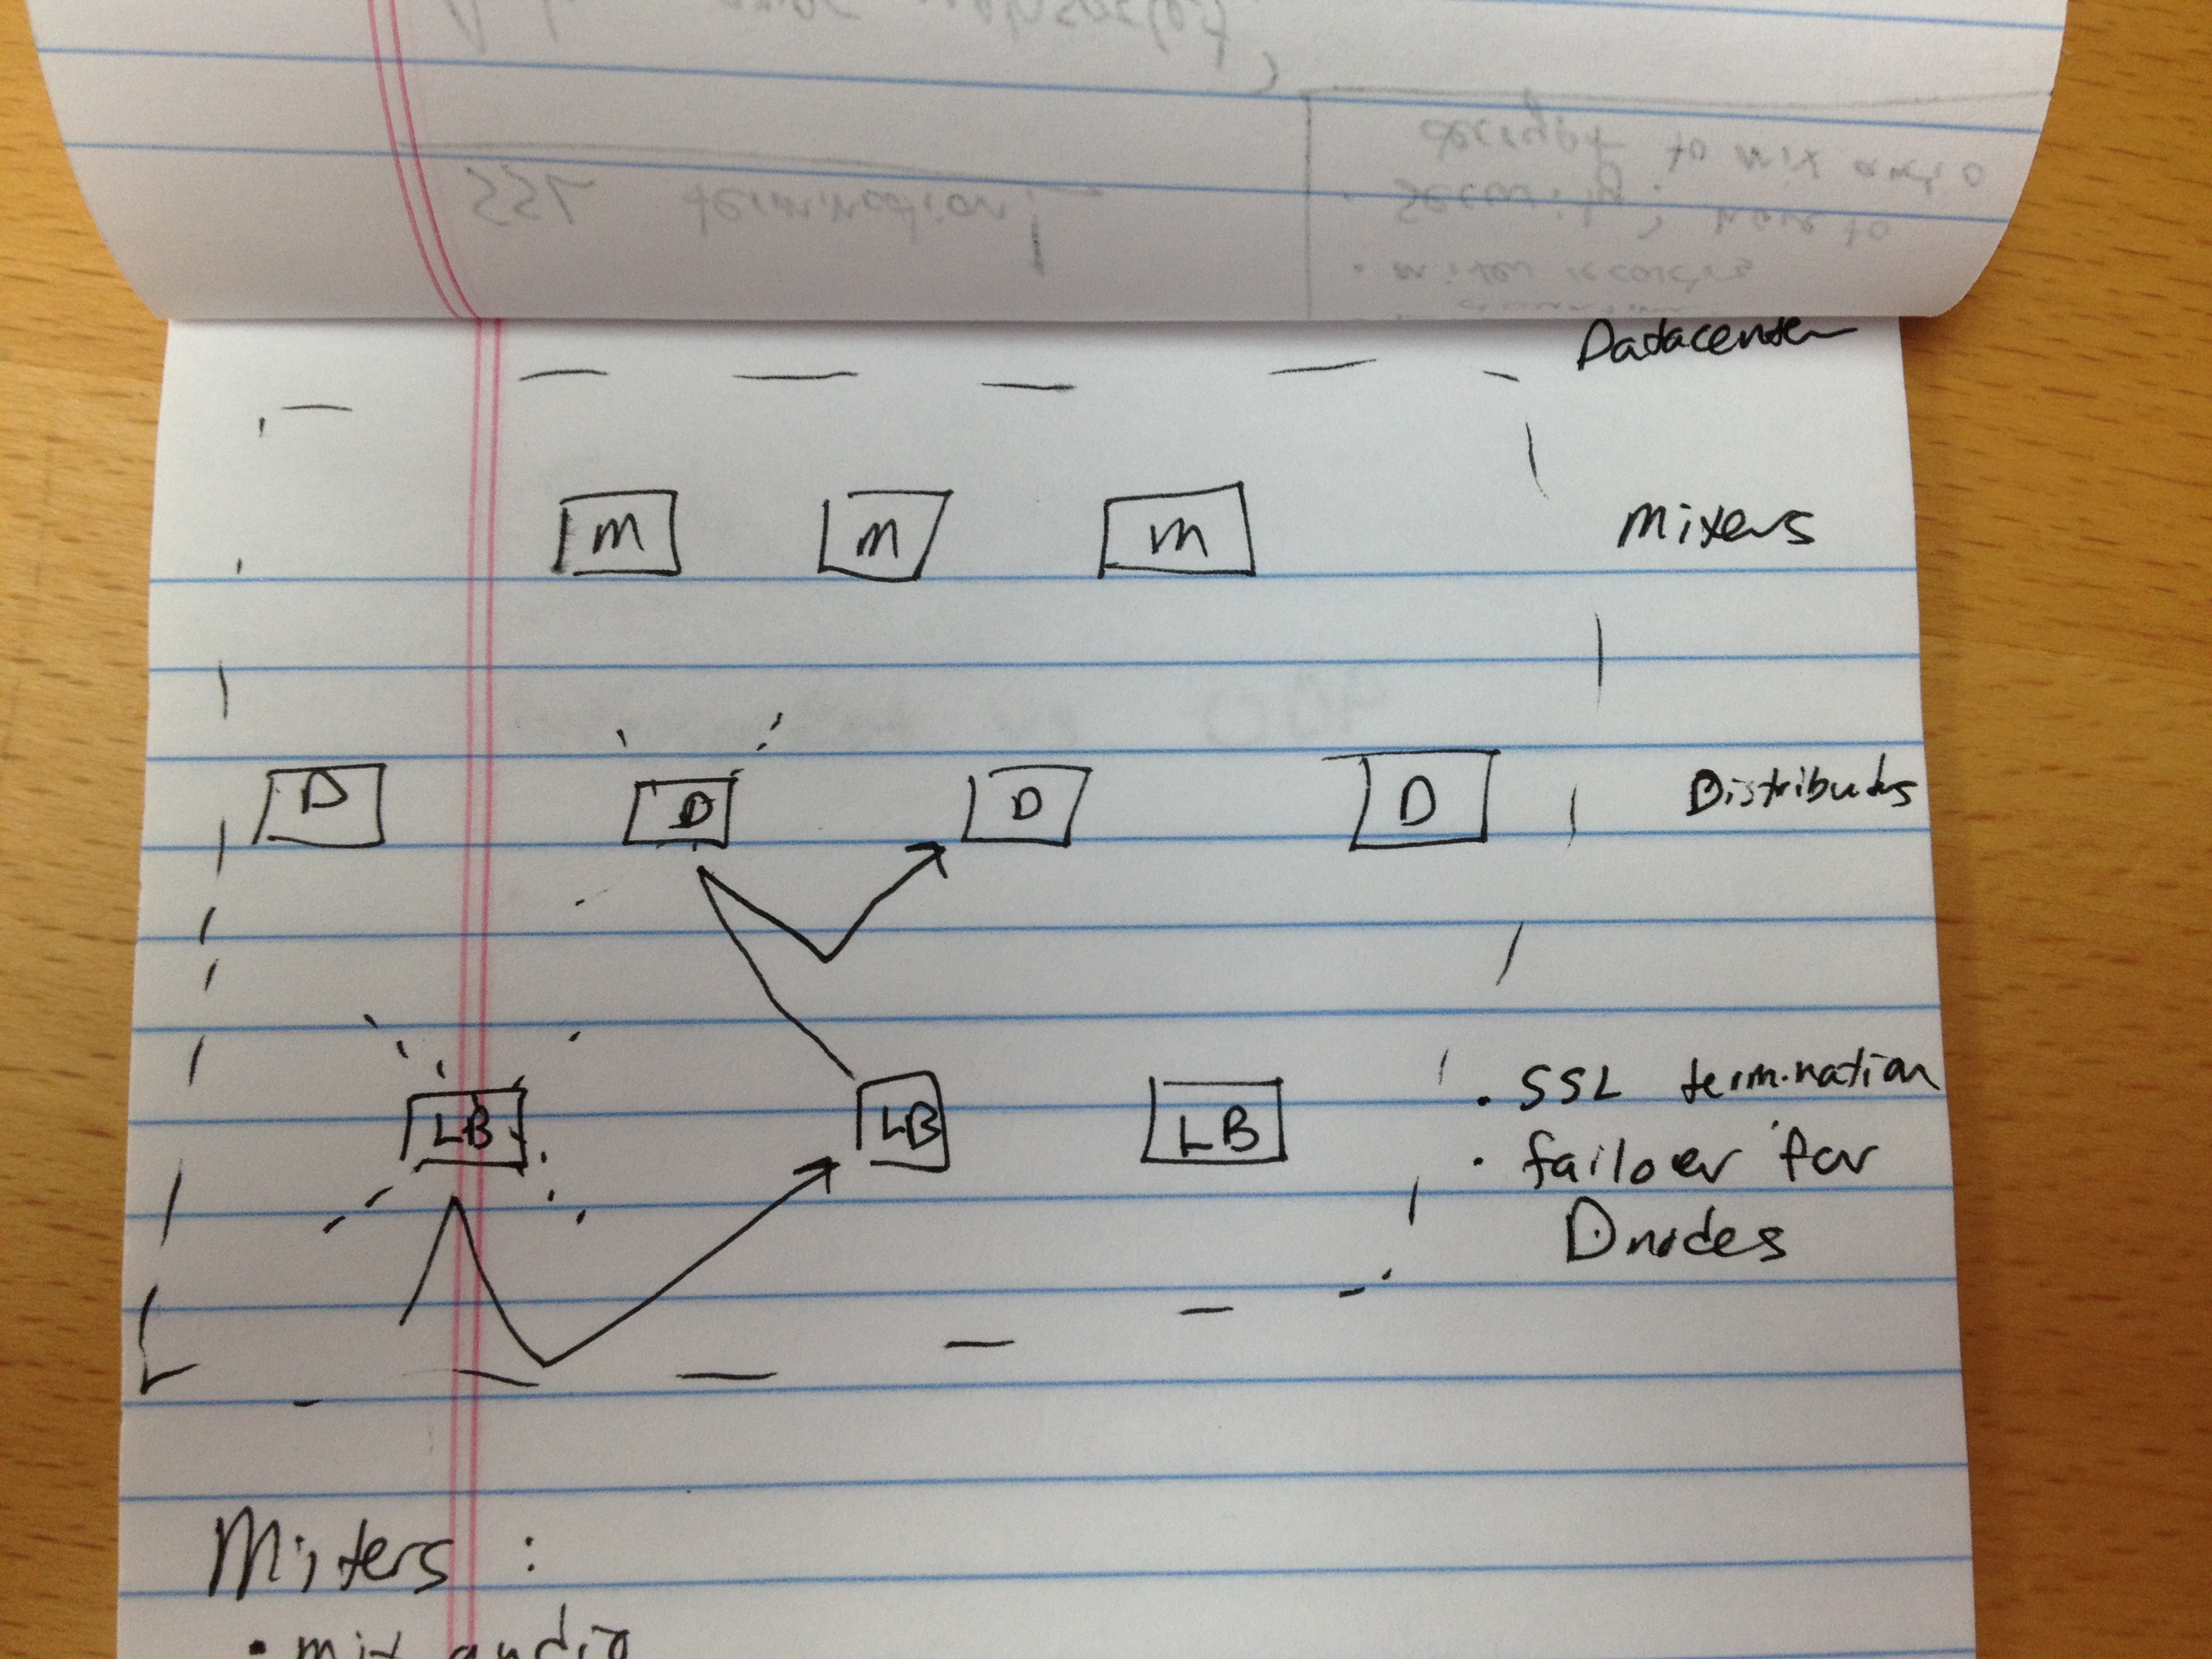 Datacenter
M M M Mixers
D D D D Distributors
LB LB LB
• SSL termination
• failover for
D nodes
Mixers :
• mix audio